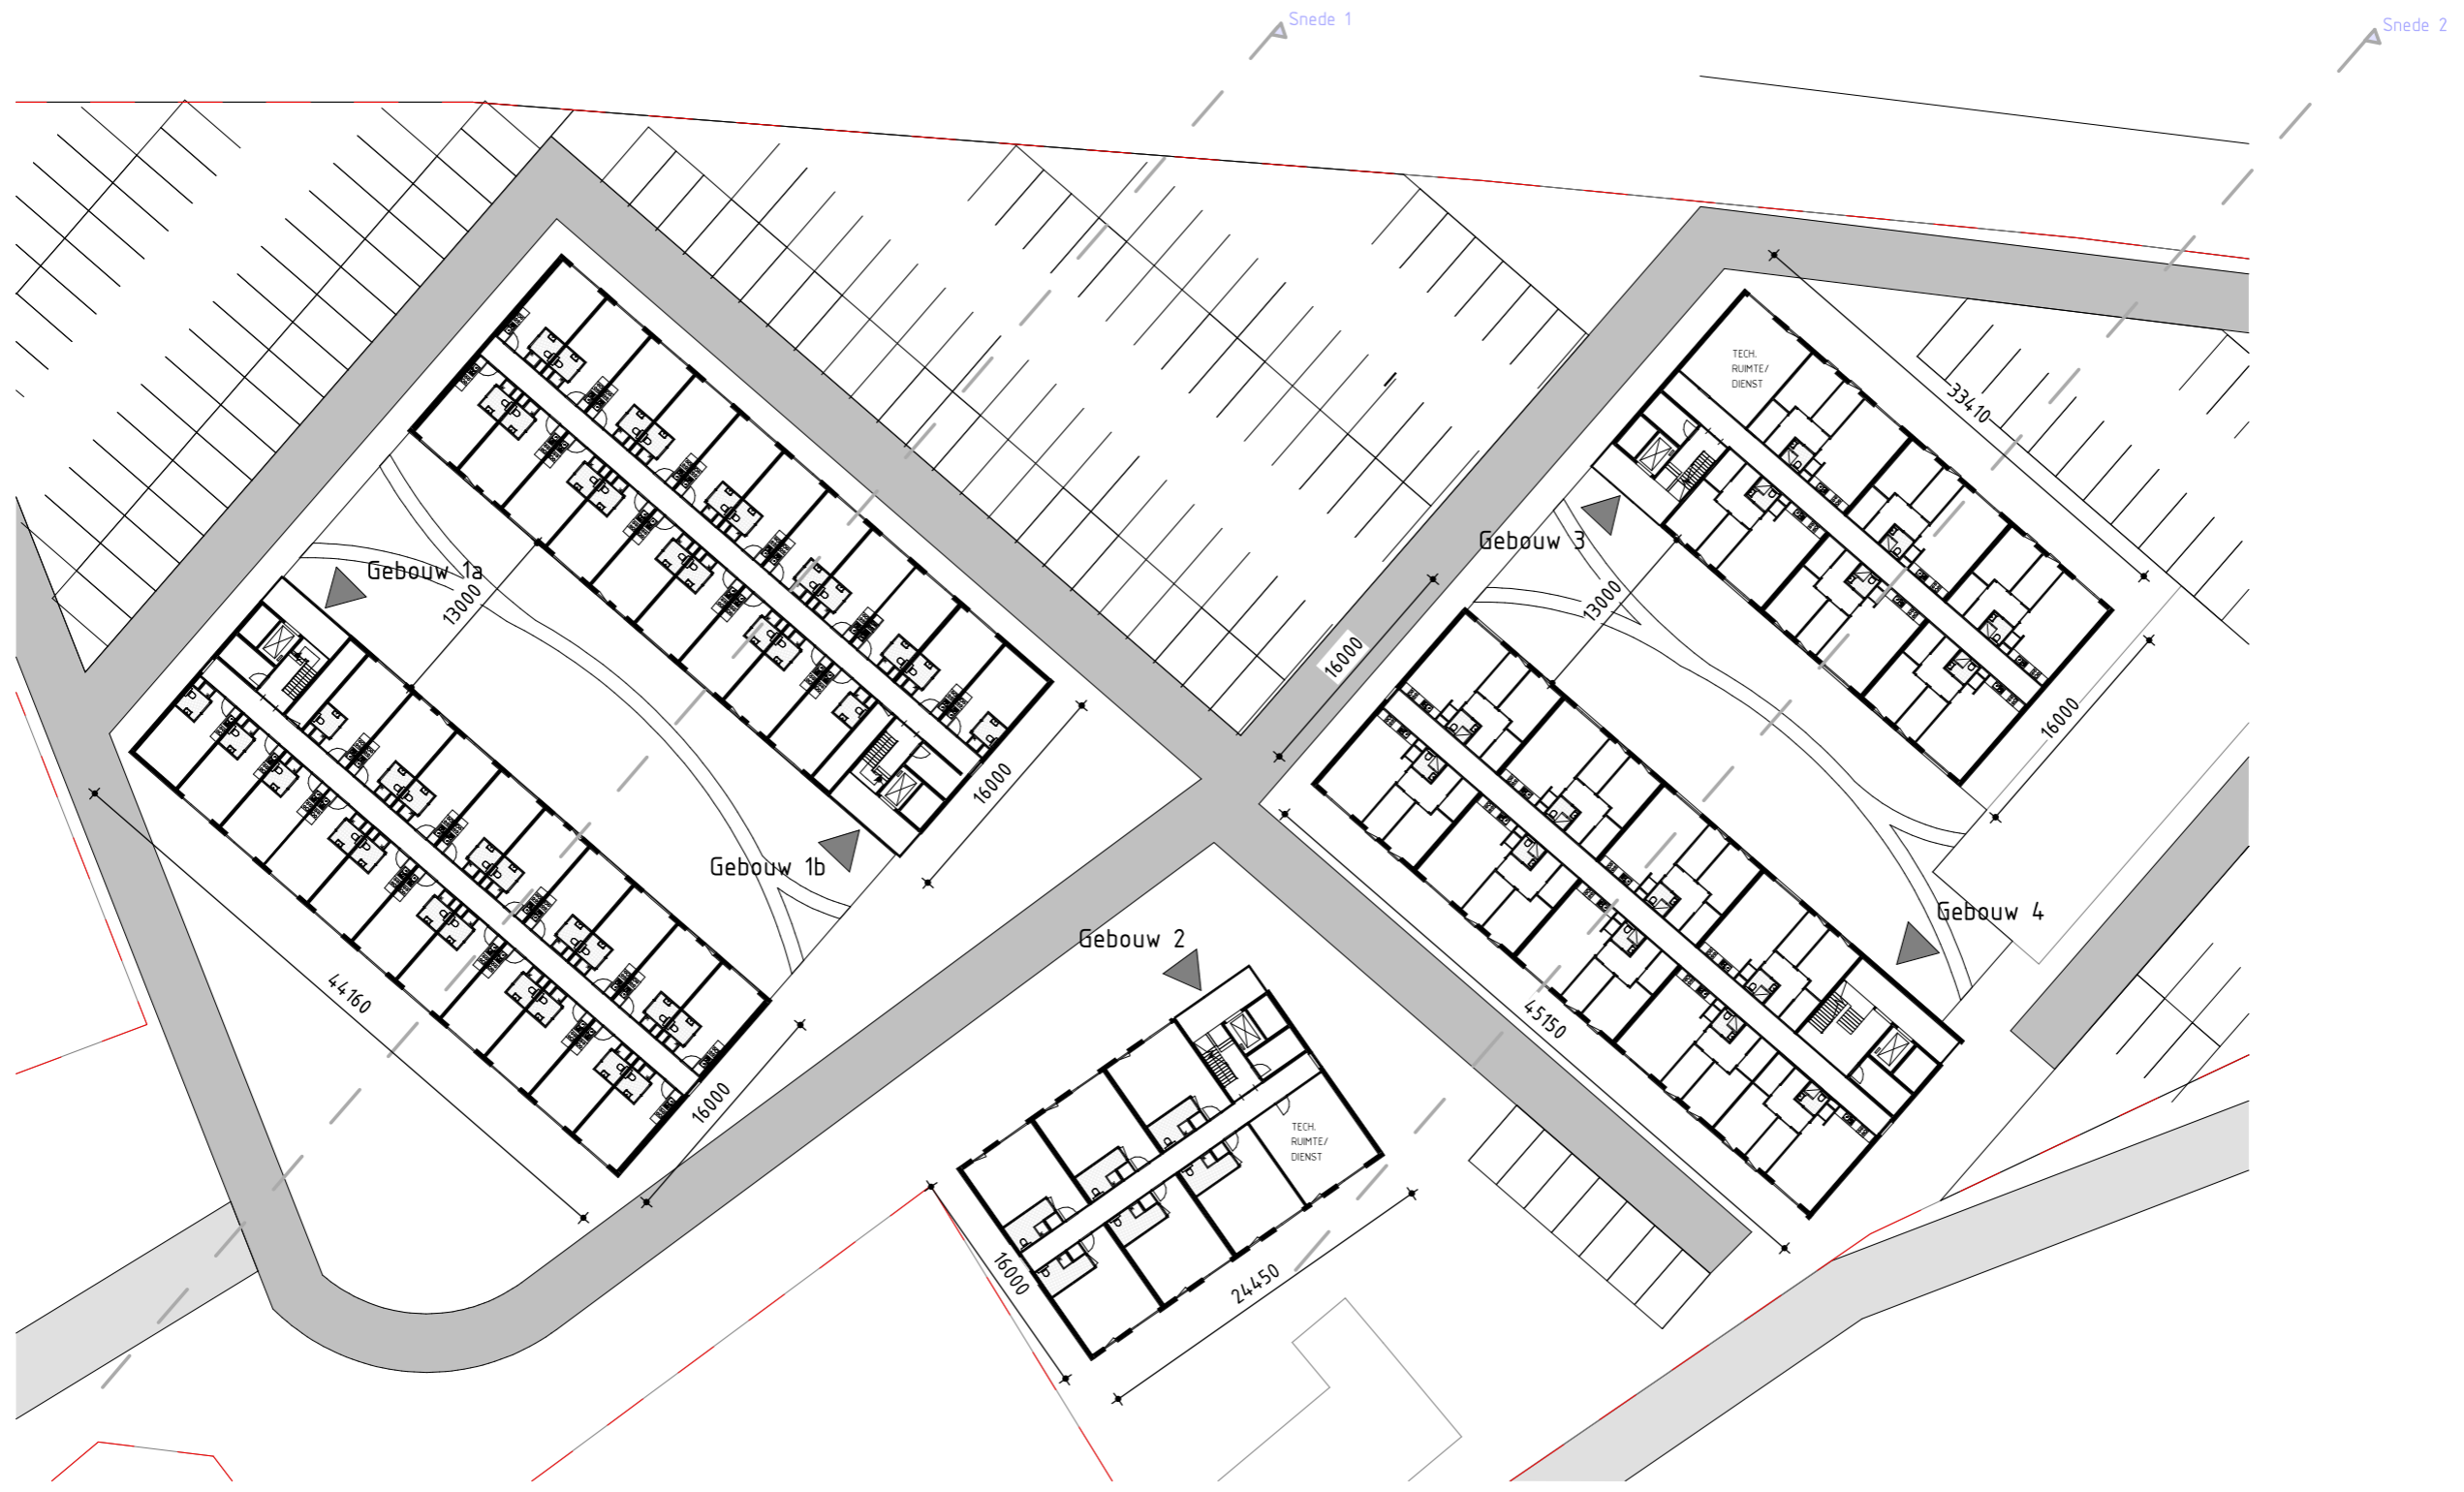 Snede 1
Snede 2
TECH.
RUIMTE/
DIENST
33410
Gebouw 3
Gebouw 1a
13000
13000
16000
16000
16000
Gebouw 1b
Gebouw 4
Gebouw 2
44160
45150
16000
TECH.
RUIMTE/
DIENST
16000
24450